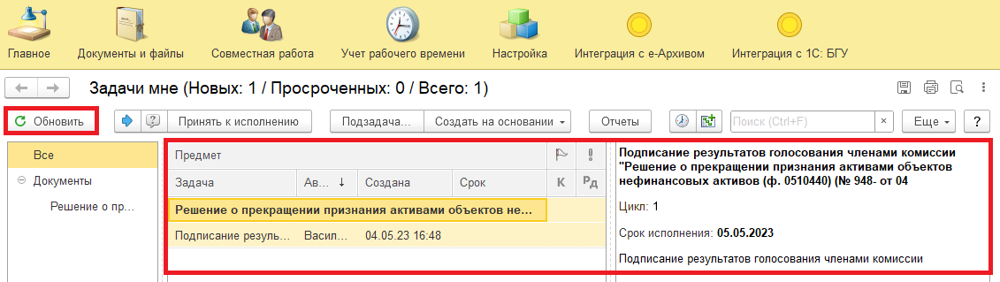 Главное Документы и файлы Совместная работа Учет рабочего времени Настройка Интеграция с е-Архивом Интеграция с 1С: БГУ
Задачи мне (Новых: 1 / Просроченных: 0 / Всего: 1)
Обновить Принять к исполнению Подзадача... Создать на основании Отчеты Поиск (Ctrl+F) × Еще ?
Все
Документы
Решение о пр...
Предмет
Задача Ав... ↓ Создана Срок К РД
Решение о прекращении признания активами объектов не...
Подписание резуль... Васил... 04.05.23 16:48
Подписание результатов голосования членами комиссии
"Решение о прекращении признания активами объектов
нефинансовых активов (ф. 0510440) (№ 948- от 04
Цикл: 1
Срок исполнения: 05.05.2023
Подписание результатов голосования членами комиссии